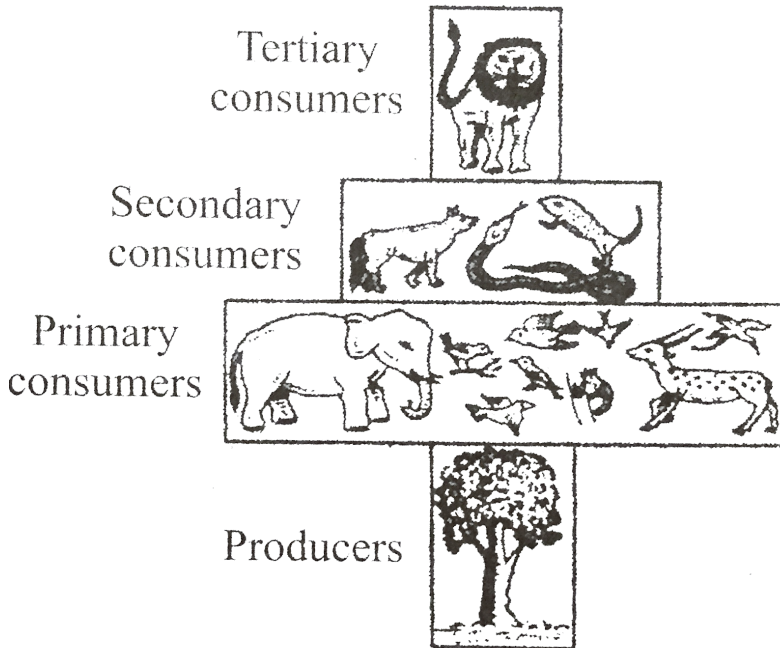 Tertiary
consumers
Secondary
consumers
Primary
consumers
Producers